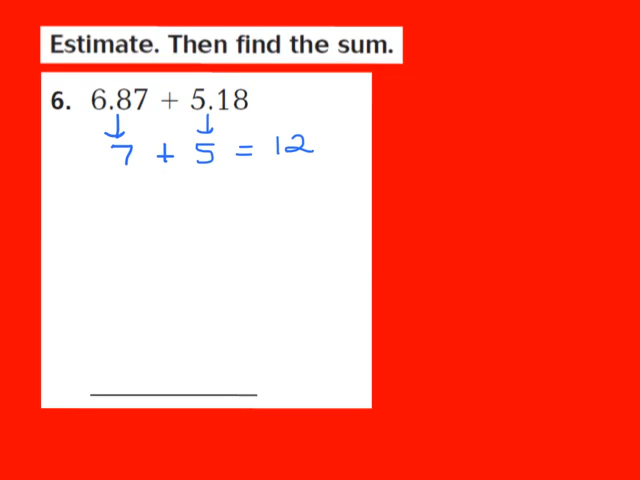 Estimate. Then find the sum.
6. 6.87 + 5.18
7 + 5 = 12